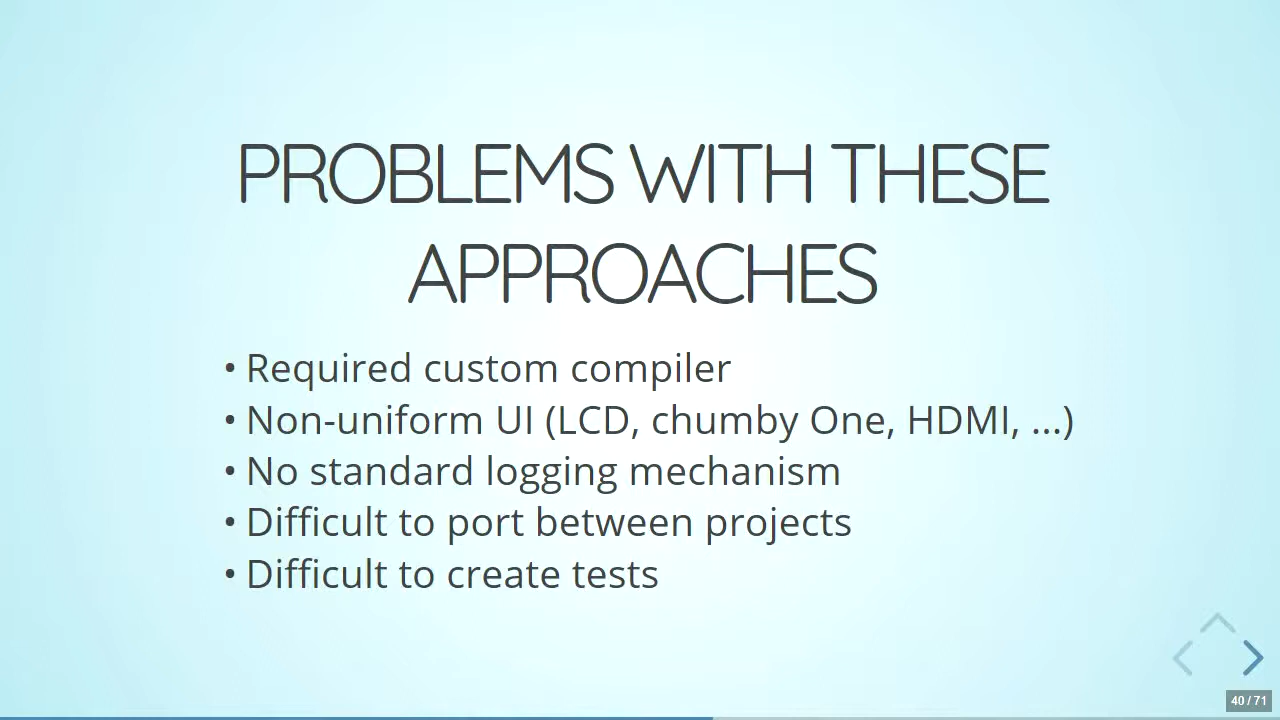 PROBLEMS WITH THESE
APPROACHES
• Required custom compiler
• Non-uniform UI (LCD, chumby One, HDMI, ...)
• No standard logging mechanism
• Difficult to port between projects
• Difficult to create tests
40 / 71